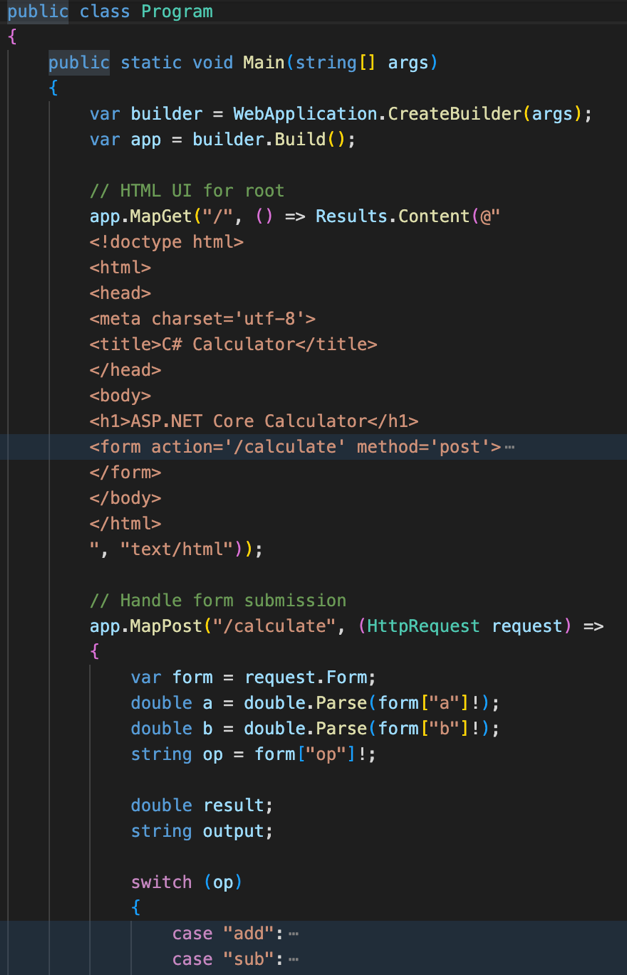 public class Program
{
    public static void Main(string[] args)
    {
        var builder = WebApplication.CreateBuilder(args);
        var app = builder.Build();

        // HTML UI for root
        app.MapGet("/", () => Results.Content(@"
        <!doctype html>
        <html>
        <head>
        <meta charset='utf-8'>
        <title>C# Calculator</title>
        </head>
        <body>
        <h1>ASP.NET Core Calculator</h1>
        <form action='/calculate' method='post'>⋯
        </form>
        </body>
        </html>
        ", "text/html"));

        // Handle form submission
        app.MapPost("/calculate", (HttpRequest request) =>
        {
            var form = request.Form;
            double a = double.Parse(form["a"]!);
            double b = double.Parse(form["b"]!);
            string op = form["op"]!;

            double result;
            string output;

            switch (op)
            {
                case "add":⋯
                case "sub":⋯